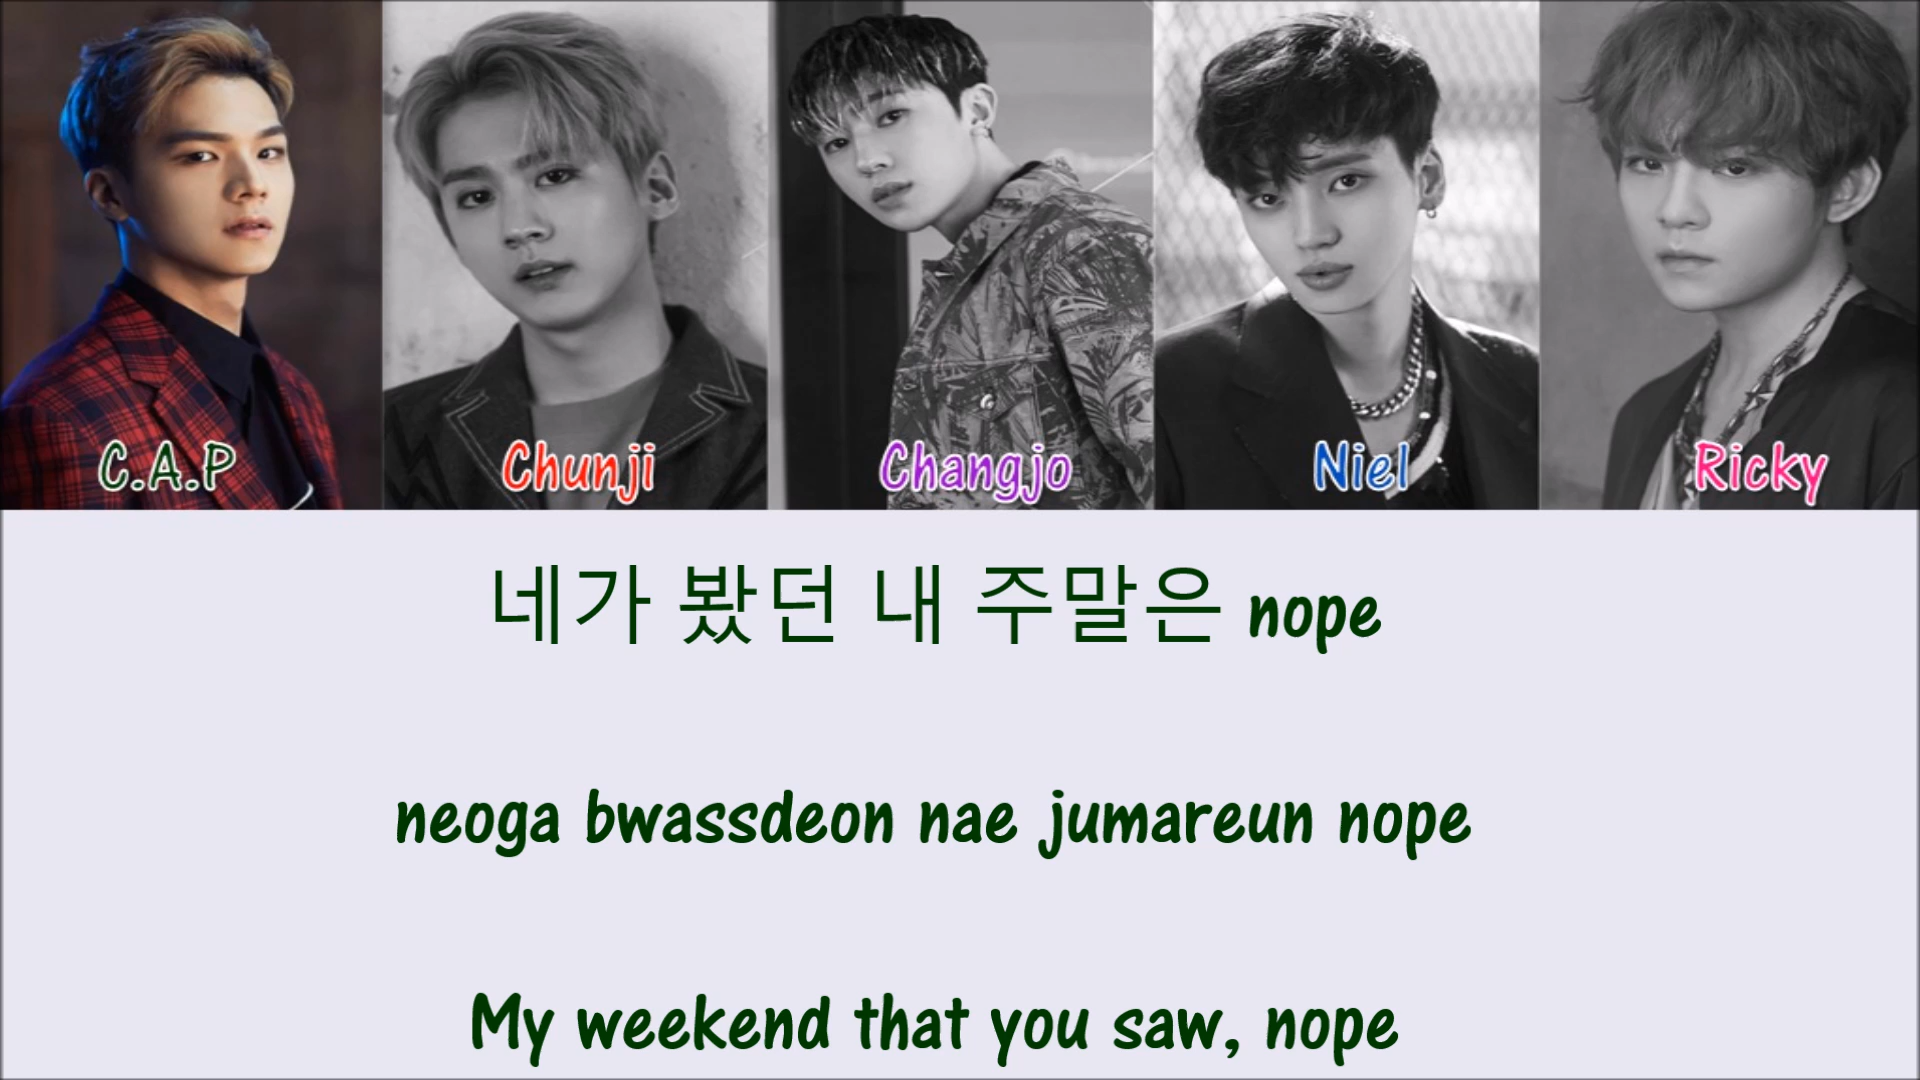 C.A.P Chunji Changjo Niel Ricky
네가 봤던 내 주말은 nope
neoga bwassdeon nae jumareun nope
My weekend that you saw, nope